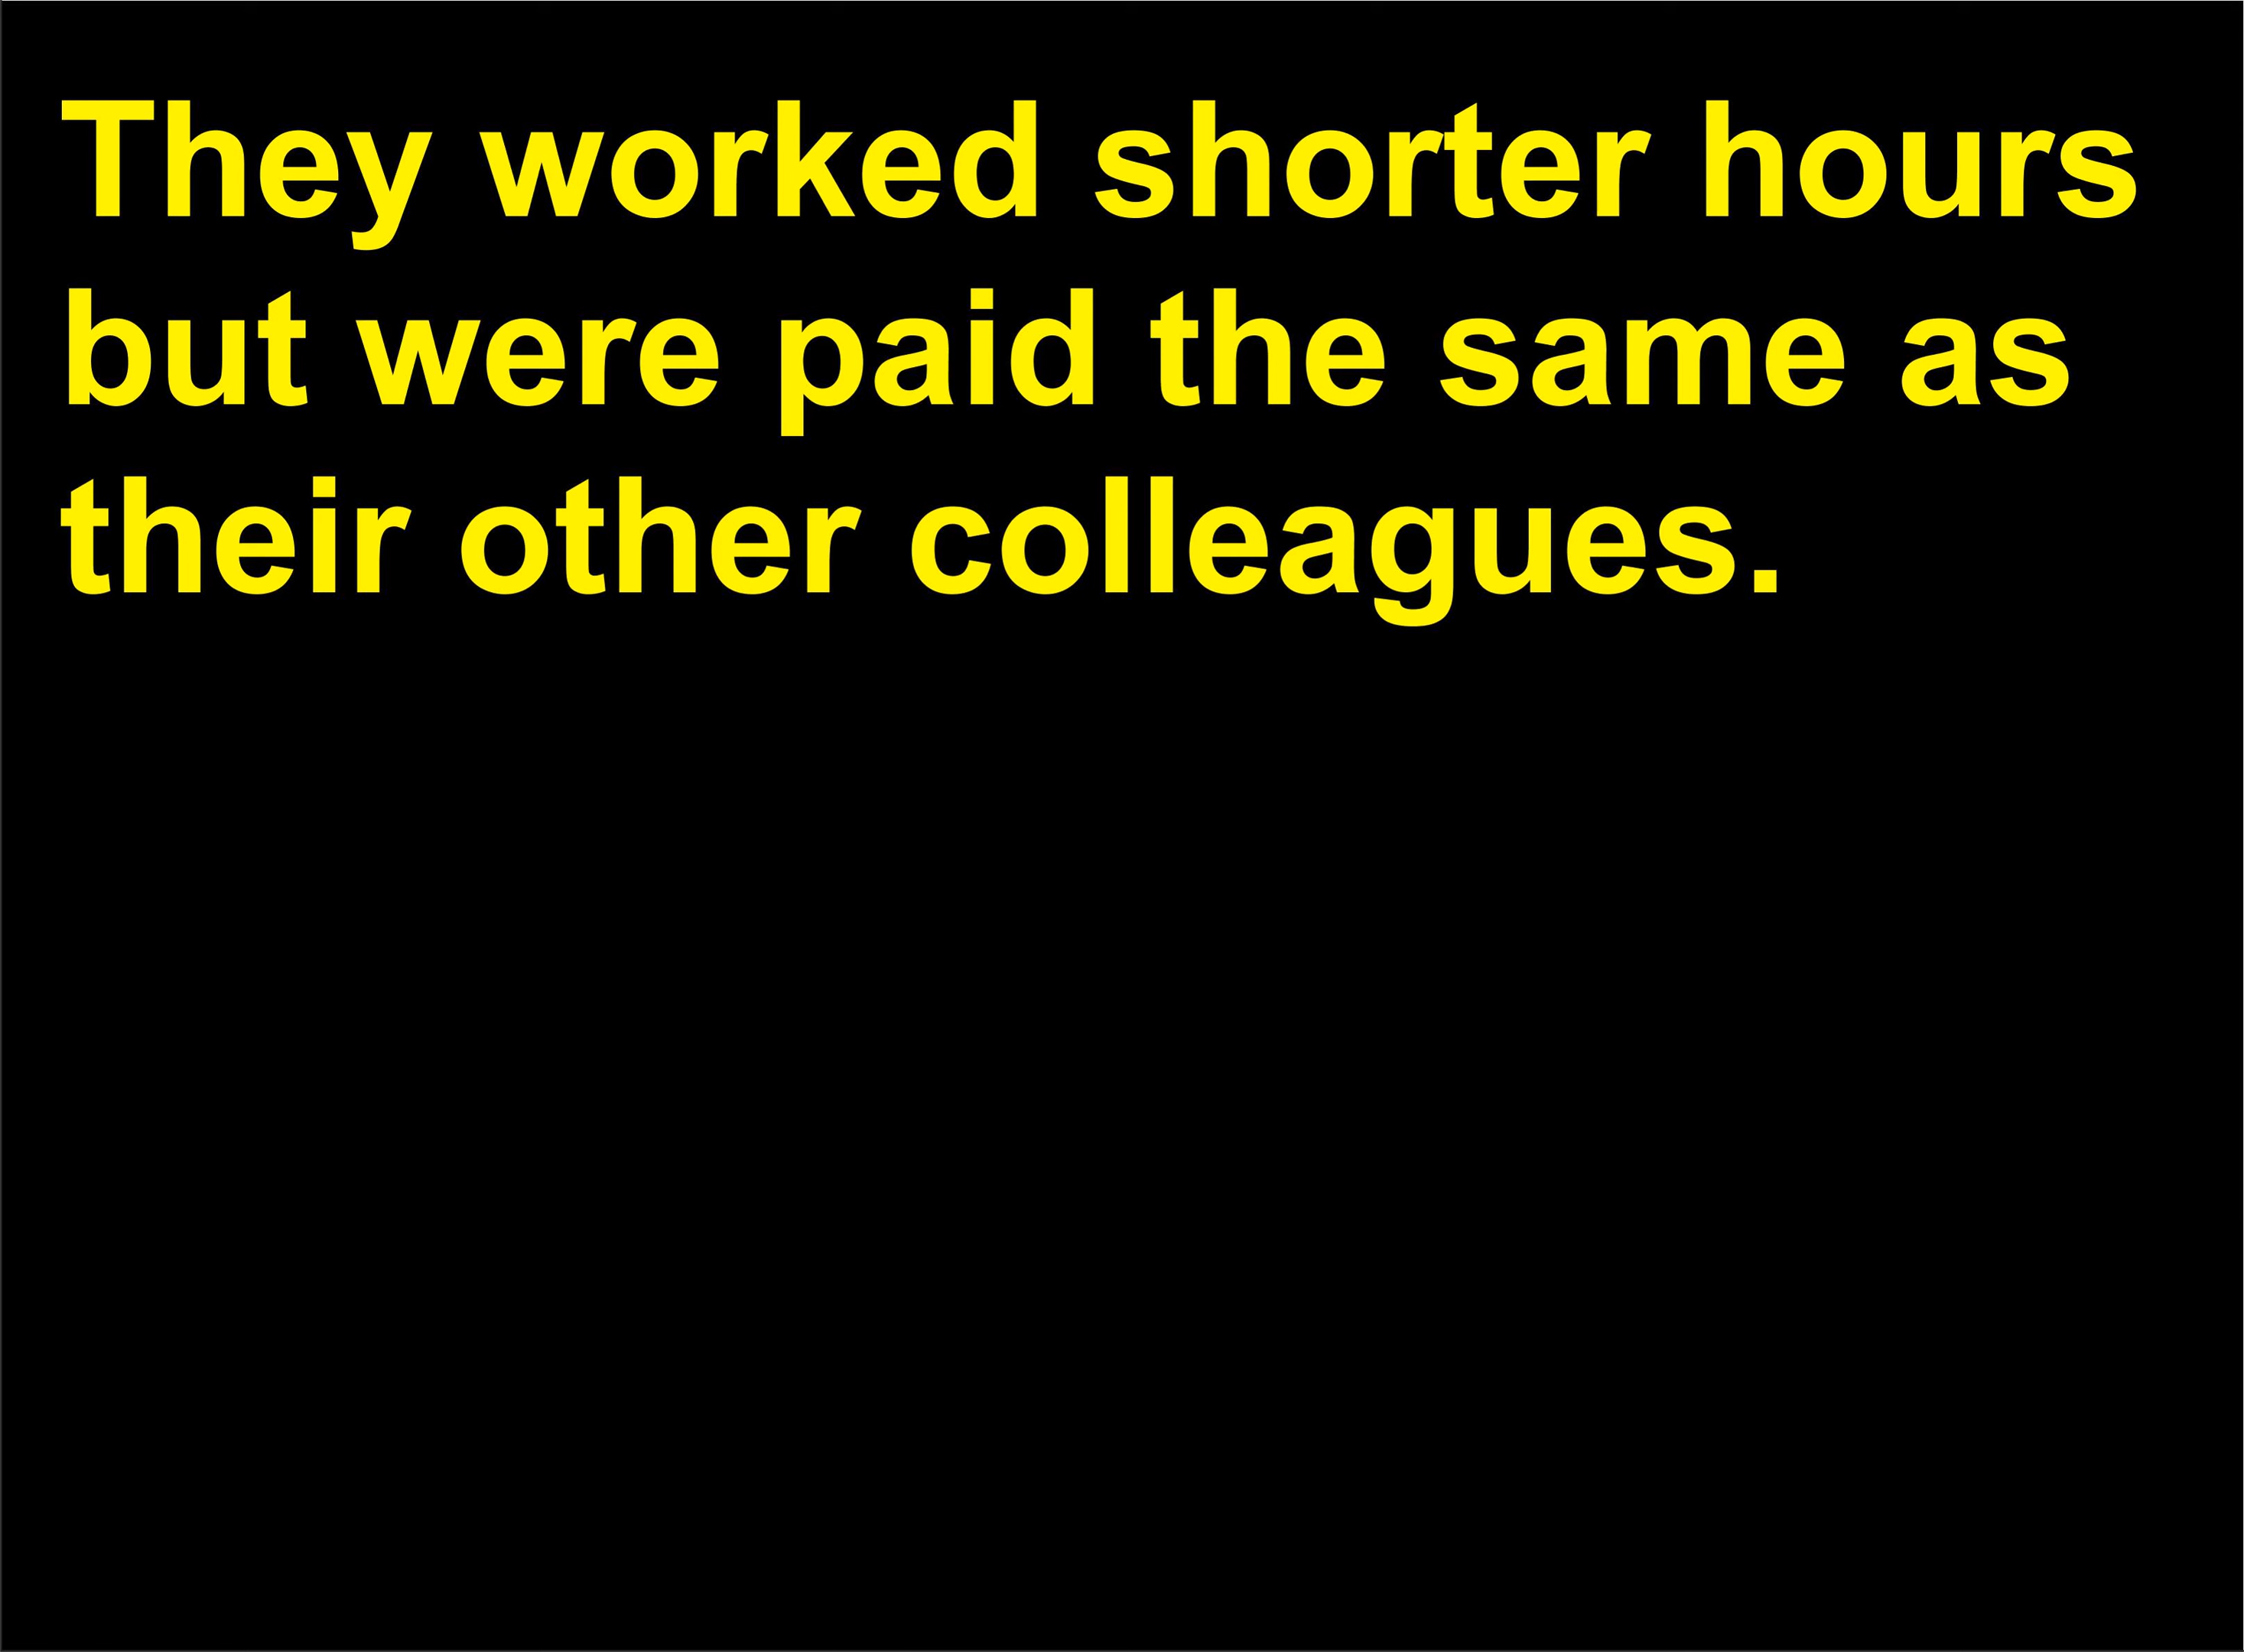 They worked shorter hours
but were paid the same as
their other colleagues.